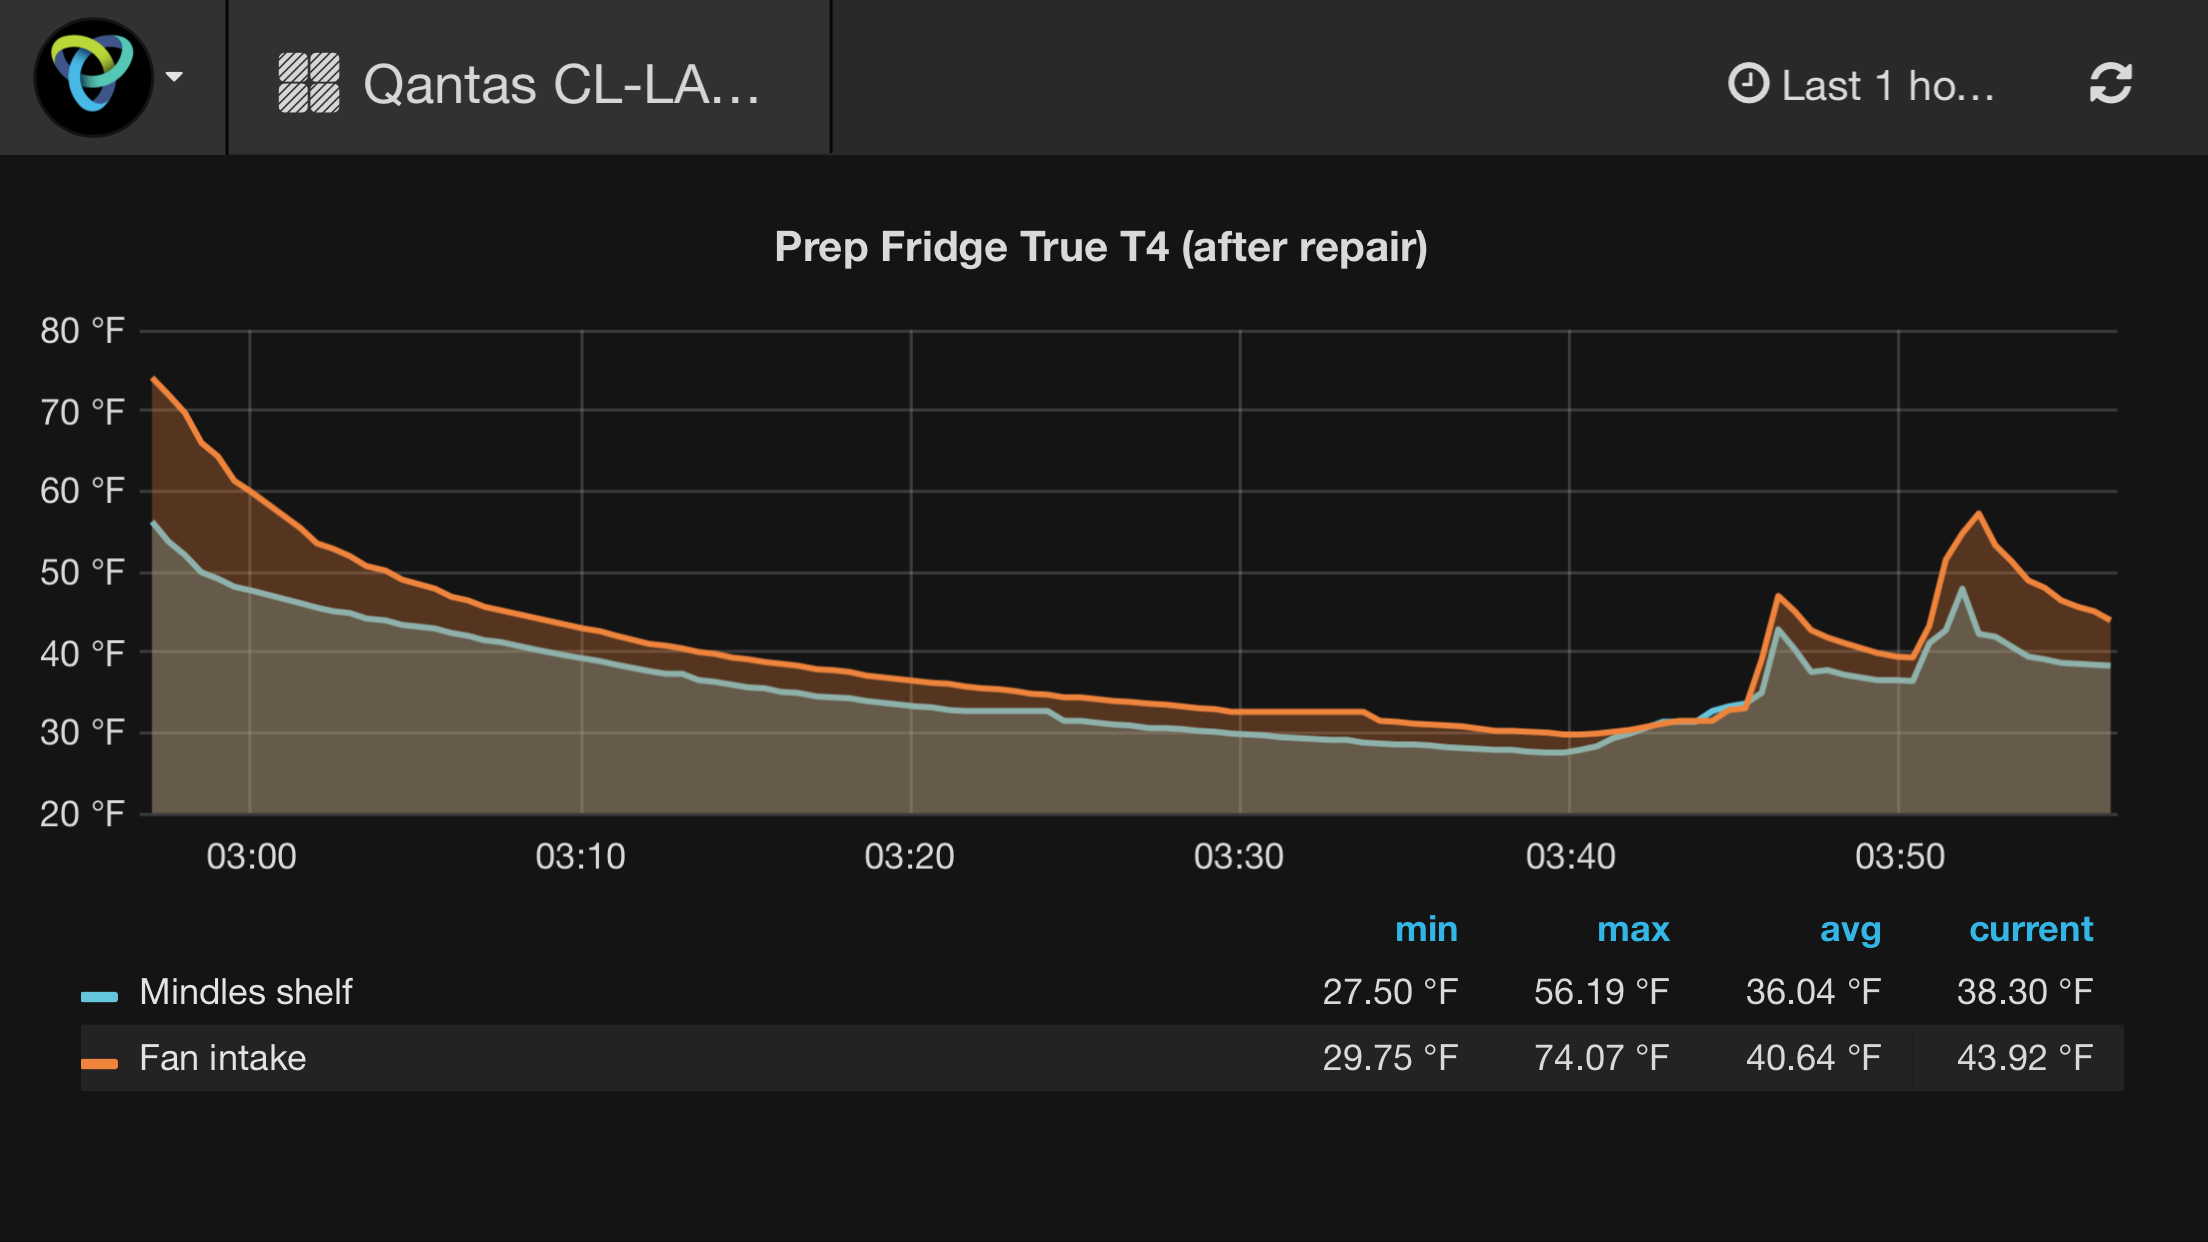 Qantas CL-LA...
Last 1 ho...
Prep Fridge True T4 (after repair)
80 °F
70 °F
60 °F
50 °F
40 °F
30 °F
20 °F
03:00 03:10 03:20 03:30 03:40 03:50
min max avg current
Mindles shelf 27.50 °F 56.19 °F 36.04 °F 38.30 °F
Fan intake 29.75 °F 74.07 °F 40.64 °F 43.92 °F